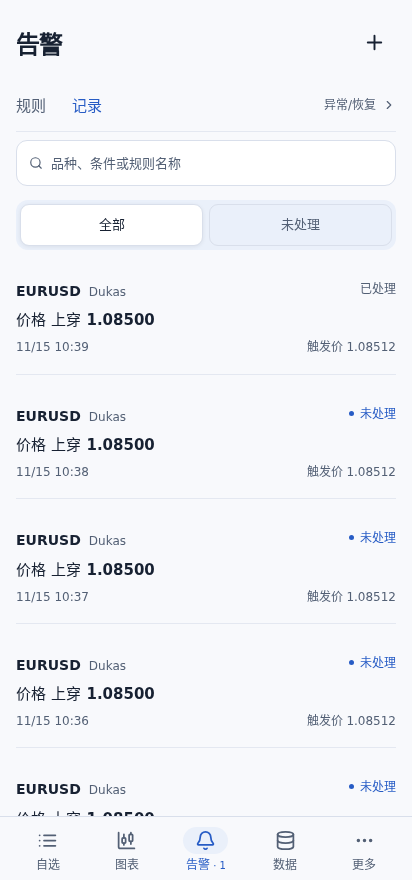 告警
规则 记录 异常/恢复
品种、条件或规则名称
全部 未处理
EURUSD Dukas 已处理
价格 上穿 1.08500
11/15 10:39 触发价 1.08512
EURUSD Dukas 未处理
价格 上穿 1.08500
11/15 10:38 触发价 1.08512
EURUSD Dukas 未处理
价格 上穿 1.08500
11/15 10:37 触发价 1.08512
EURUSD Dukas 未处理
价格 上穿 1.08500
11/15 10:36 触发价 1.08512
EURUSD Dukas 未处理
价格 上穿 1.08500
自选 图表 告警 · 1 数据 更多